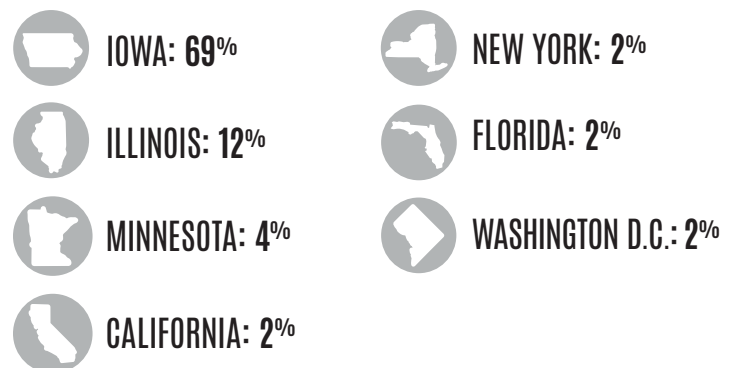 IOWA: 69%
ILLINOIS: 12%
MINNESOTA: 4%
CALIFORNIA: 2%
NEW YORK: 2%
FLORIDA: 2%
WASHINGTON D.C.: 2%